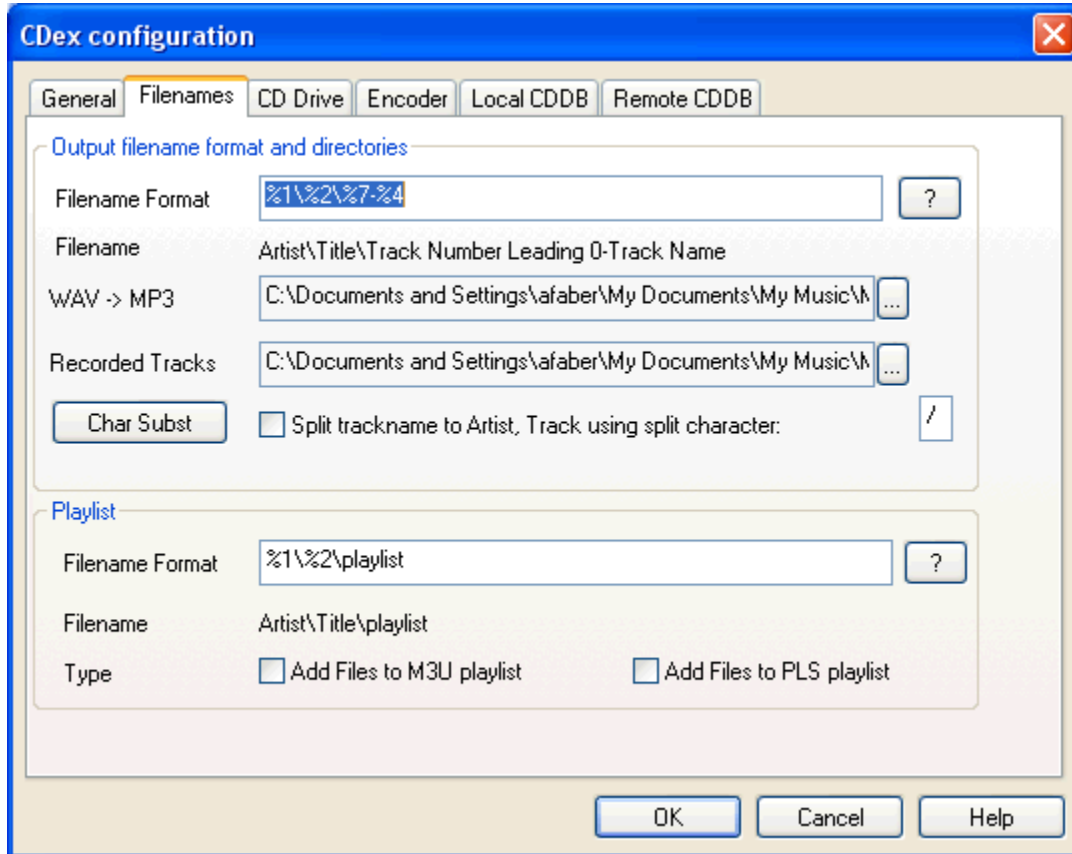 CDex configuration
General Filenames CD Drive Encoder Local CDDB Remote CDDB
Output filename format and directories
Filename Format %1\%2\%7-%4 ?
Filename Artist\Title\Track Number Leading 0-Track Name
WAV -> MP3 C:\Documents and Settings\afaber\My Documents\My Music\M ...
Recorded Tracks C:\Documents and Settings\afaber\My Documents\My Music\M ...
Char Subst Split trackname to Artist, Track using split character: /
Playlist
Filename Format %1\%2\playlist ?
Filename Artist\Title\playlist
Type Add Files to M3U playlist Add Files to PLS playlist
OK Cancel Help